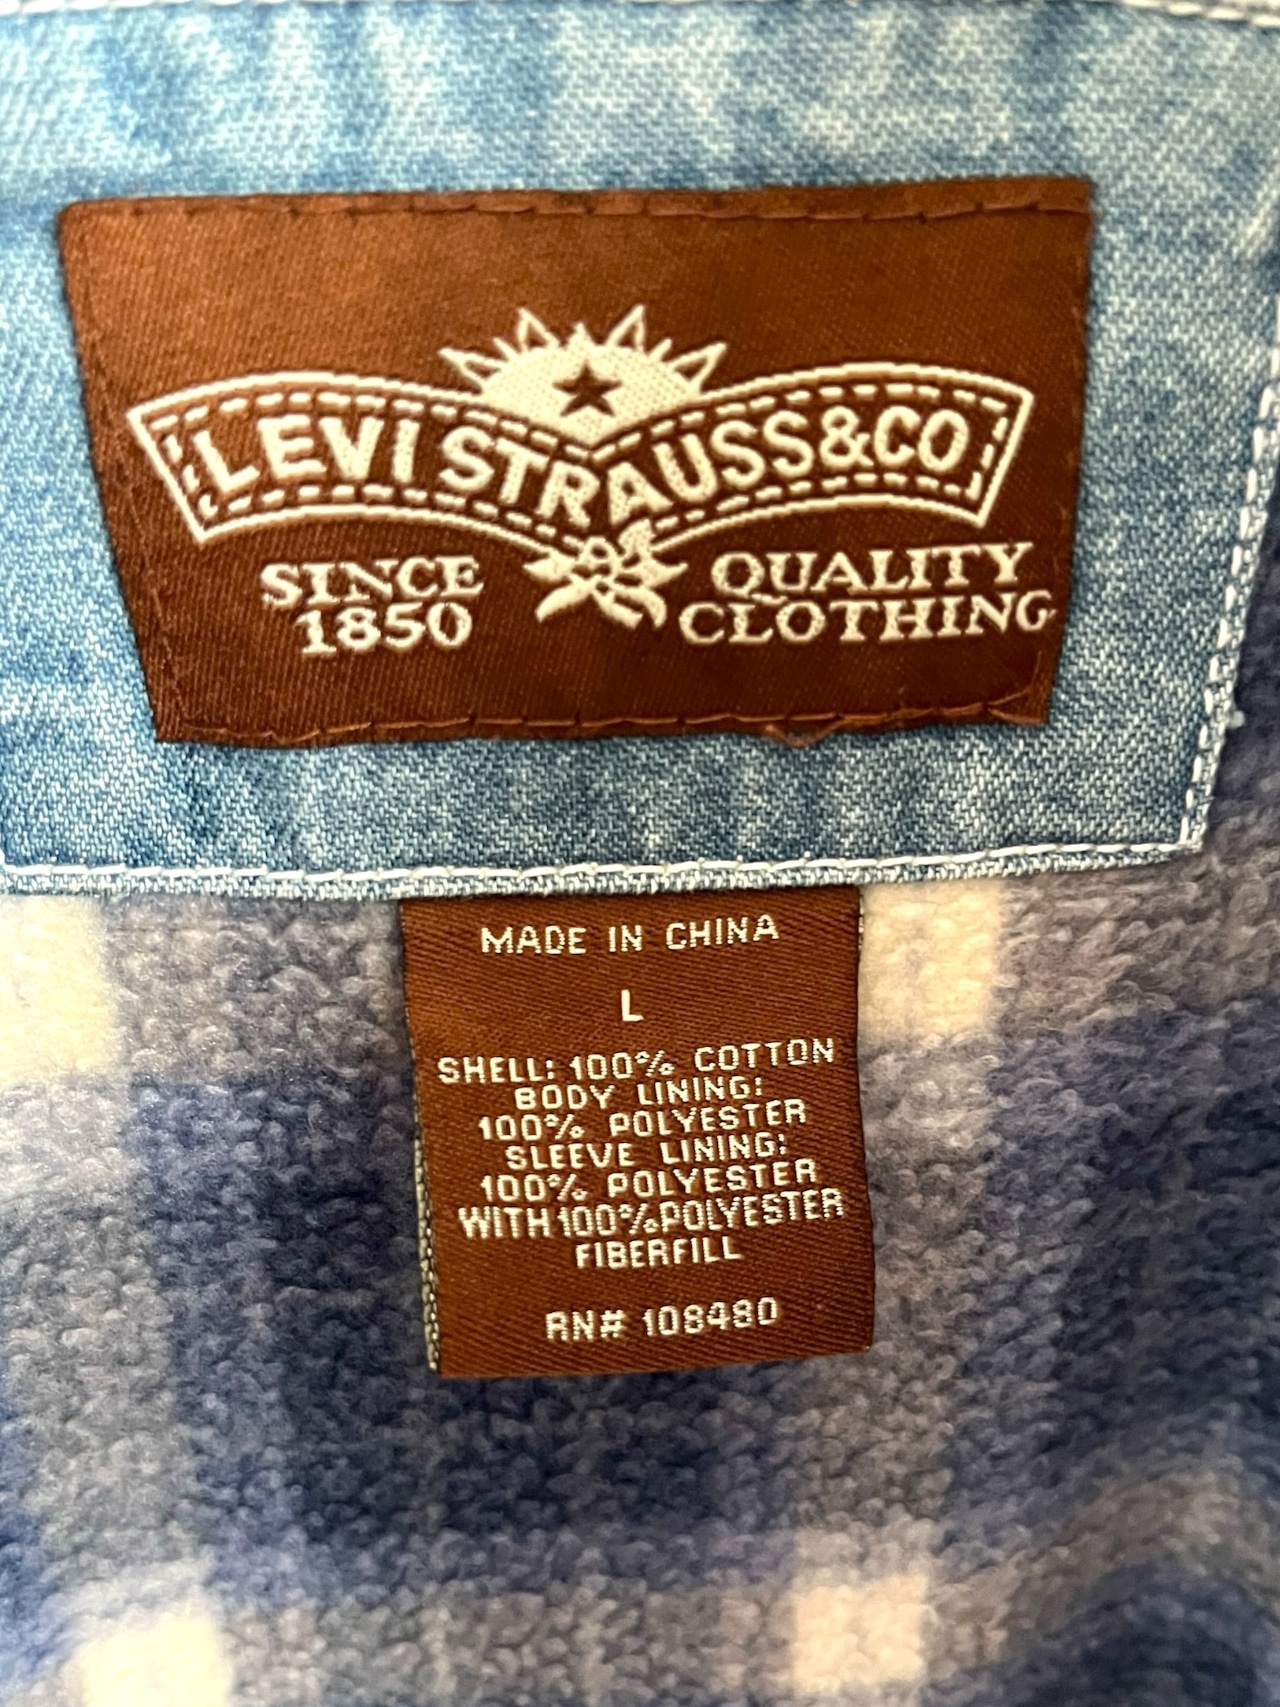 LEVI STRAUSS&CO
SINCE
1850
QUALITY
CLOTHING
MADE IN CHINA
L
SHELL: 100% COTTON
BODY LINING:
100% POLYESTER
SLEEVE LINING:
100% POLYESTER
WITH 100% POLYESTER
FIBERFILL
RN# 108480